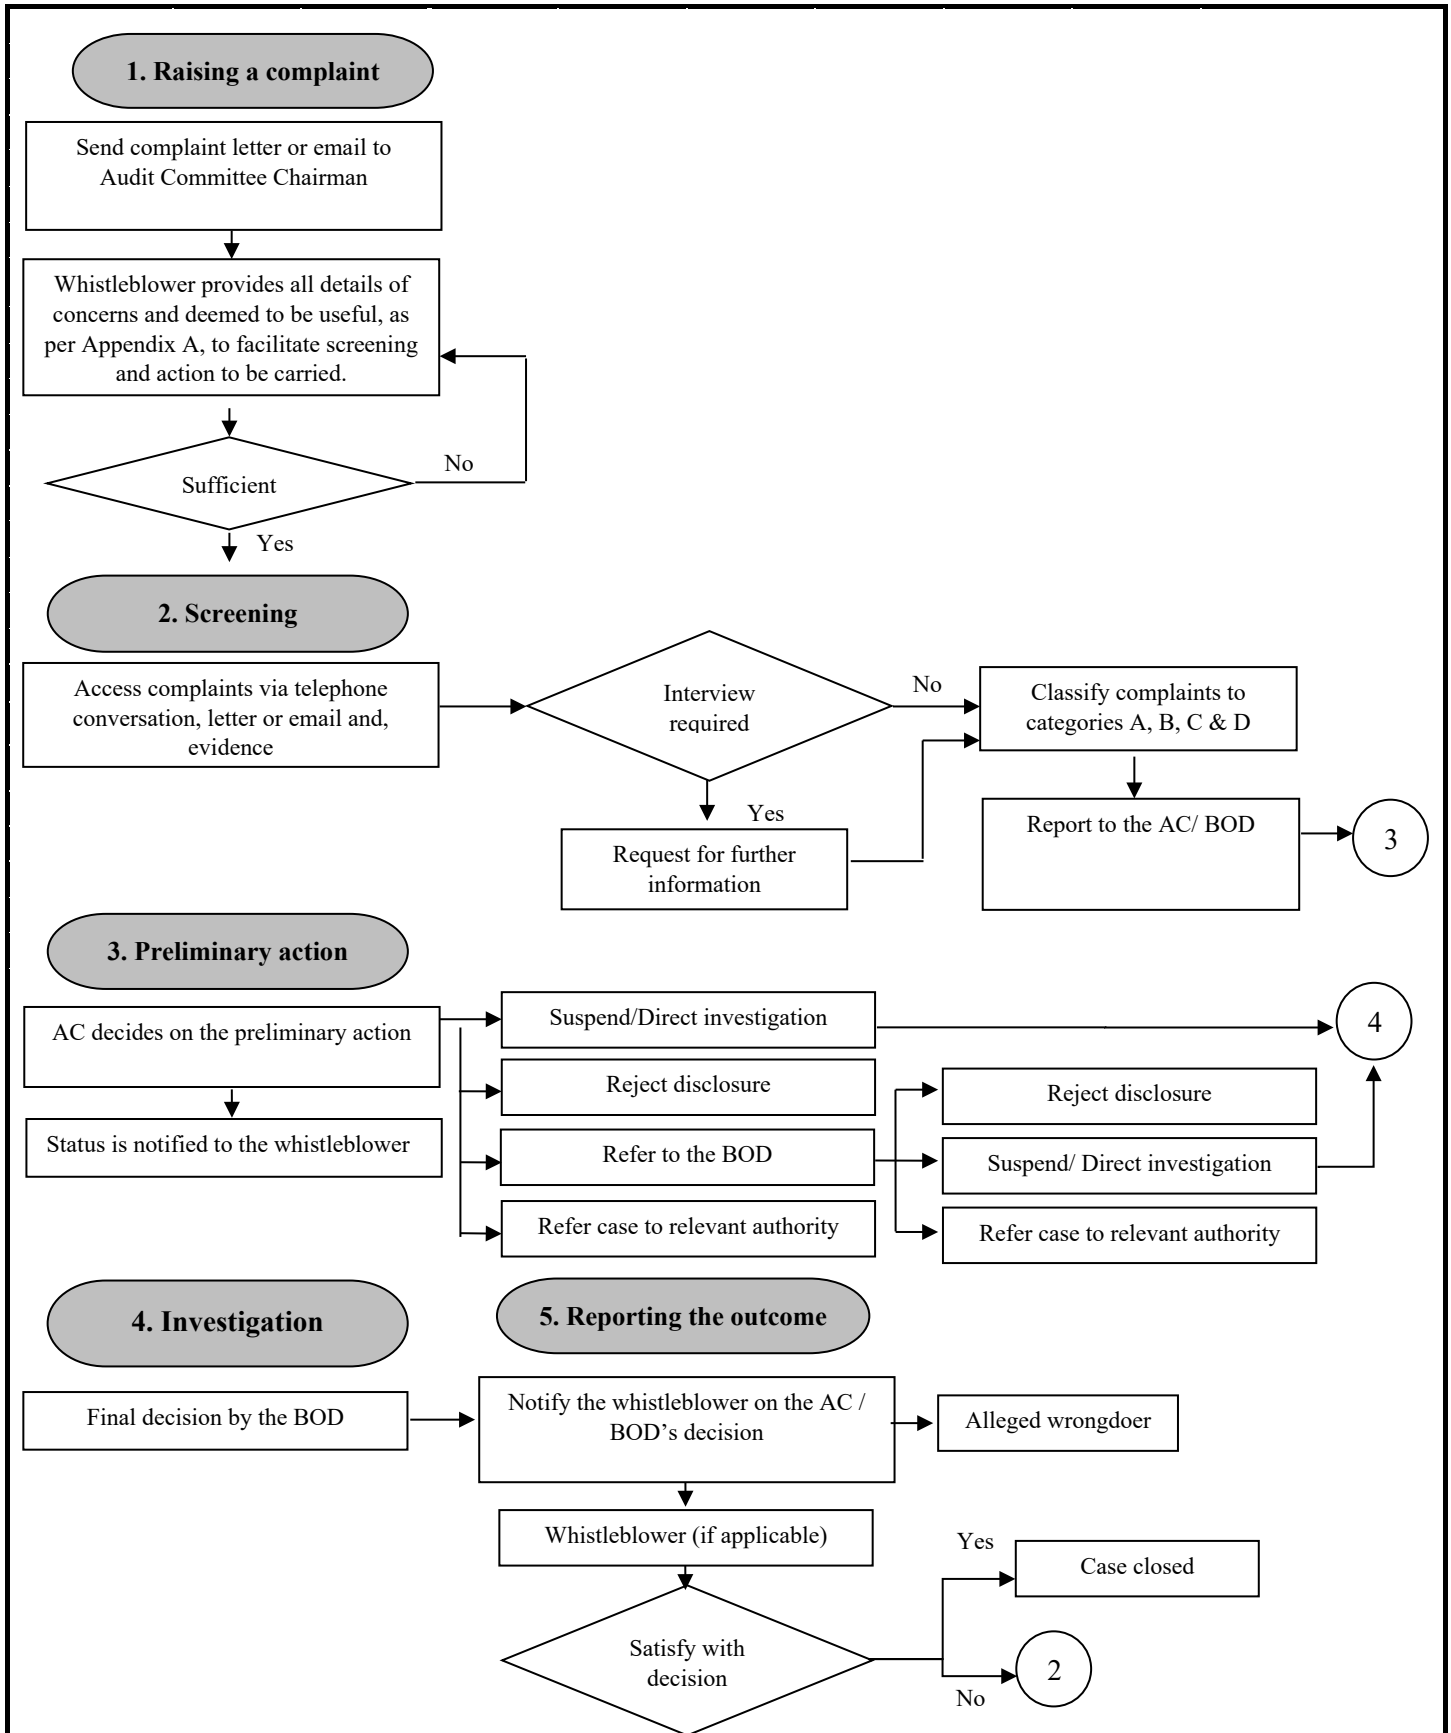 1. Raising a complaint
Send complaint letter or email to
Audit Committee Chairman
Whistleblower provides all details of
concerns and deemed to be useful, as
per Appendix A, to facilitate screening
and action to be carried.
Sufficient
No
Yes
2. Screening
Access complaints via telephone
conversation, letter or email and,
evidence
Interview
required
No
Yes
Request for further
information
Classify complaints to
categories A, B, C & D
Report to the AC/ BOD
3
3. Preliminary action
AC decides on the preliminary action
Status is notified to the whistleblower
Suspend/Direct investigation
Reject disclosure
Refer to the BOD
Refer case to relevant authority
4
Reject disclosure
Suspend/ Direct investigation
Refer case to relevant authority
4. Investigation
5. Reporting the outcome
Final decision by the BOD
Notify the whistleblower on the AC /
BOD’s decision
Alleged wrongdoer
Whistleblower (if applicable)
Satisfy with
decision
Yes
Case closed
No
2